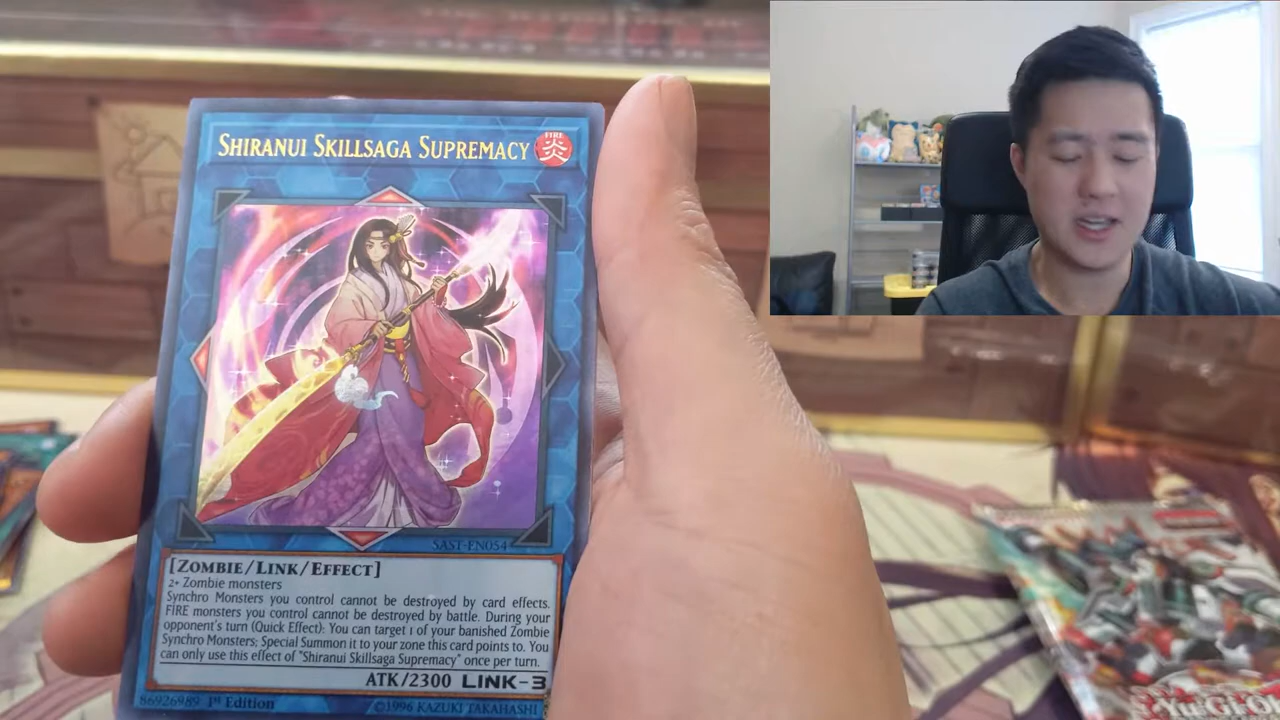 SHIRANUI SKILLSAGA SUPREMACY
FIRE
炎
SAST-EN054
[ZOMBIE/LINK/EFFECT]
2+ Zombie monsters
Synchro Monsters you control cannot be destroyed by card effects.
FIRE monsters you control cannot be destroyed by battle. During your
opponent's turn (Quick Effect): You can target 1 of your banished Zombie
Synchro Monsters; Special Summon it to your zone this card points to. You
can only use this effect of "Shiranui Skillsaga Supremacy" once per turn.
ATK/2300 LINK-3
86926989 1st Edition
©1996 KAZUKI TAKAHASHI
Yu-Gi-Oh